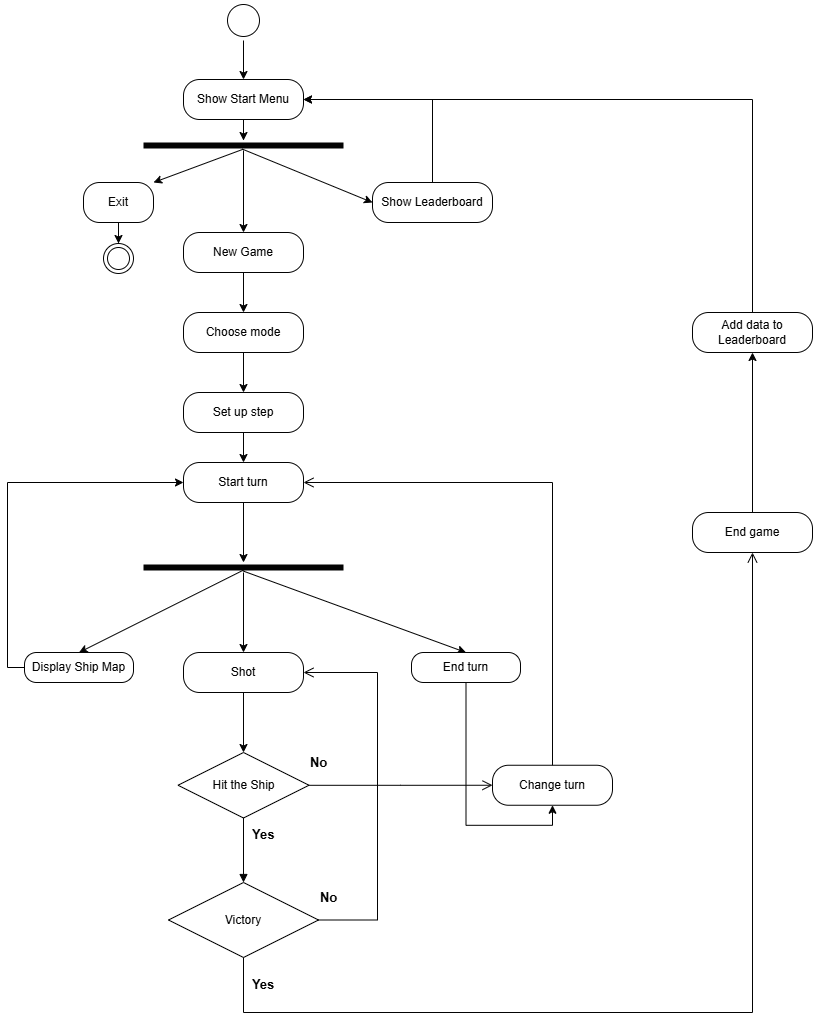 Show Start Menu
Exit
Show Leaderboard
New Game
Choose mode
Add data to
Leaderboard
Set up step
Start turn
End game
Display Ship Map
Shot
End turn
No
Hit the Ship
Change turn
Yes
No
Victory
Yes